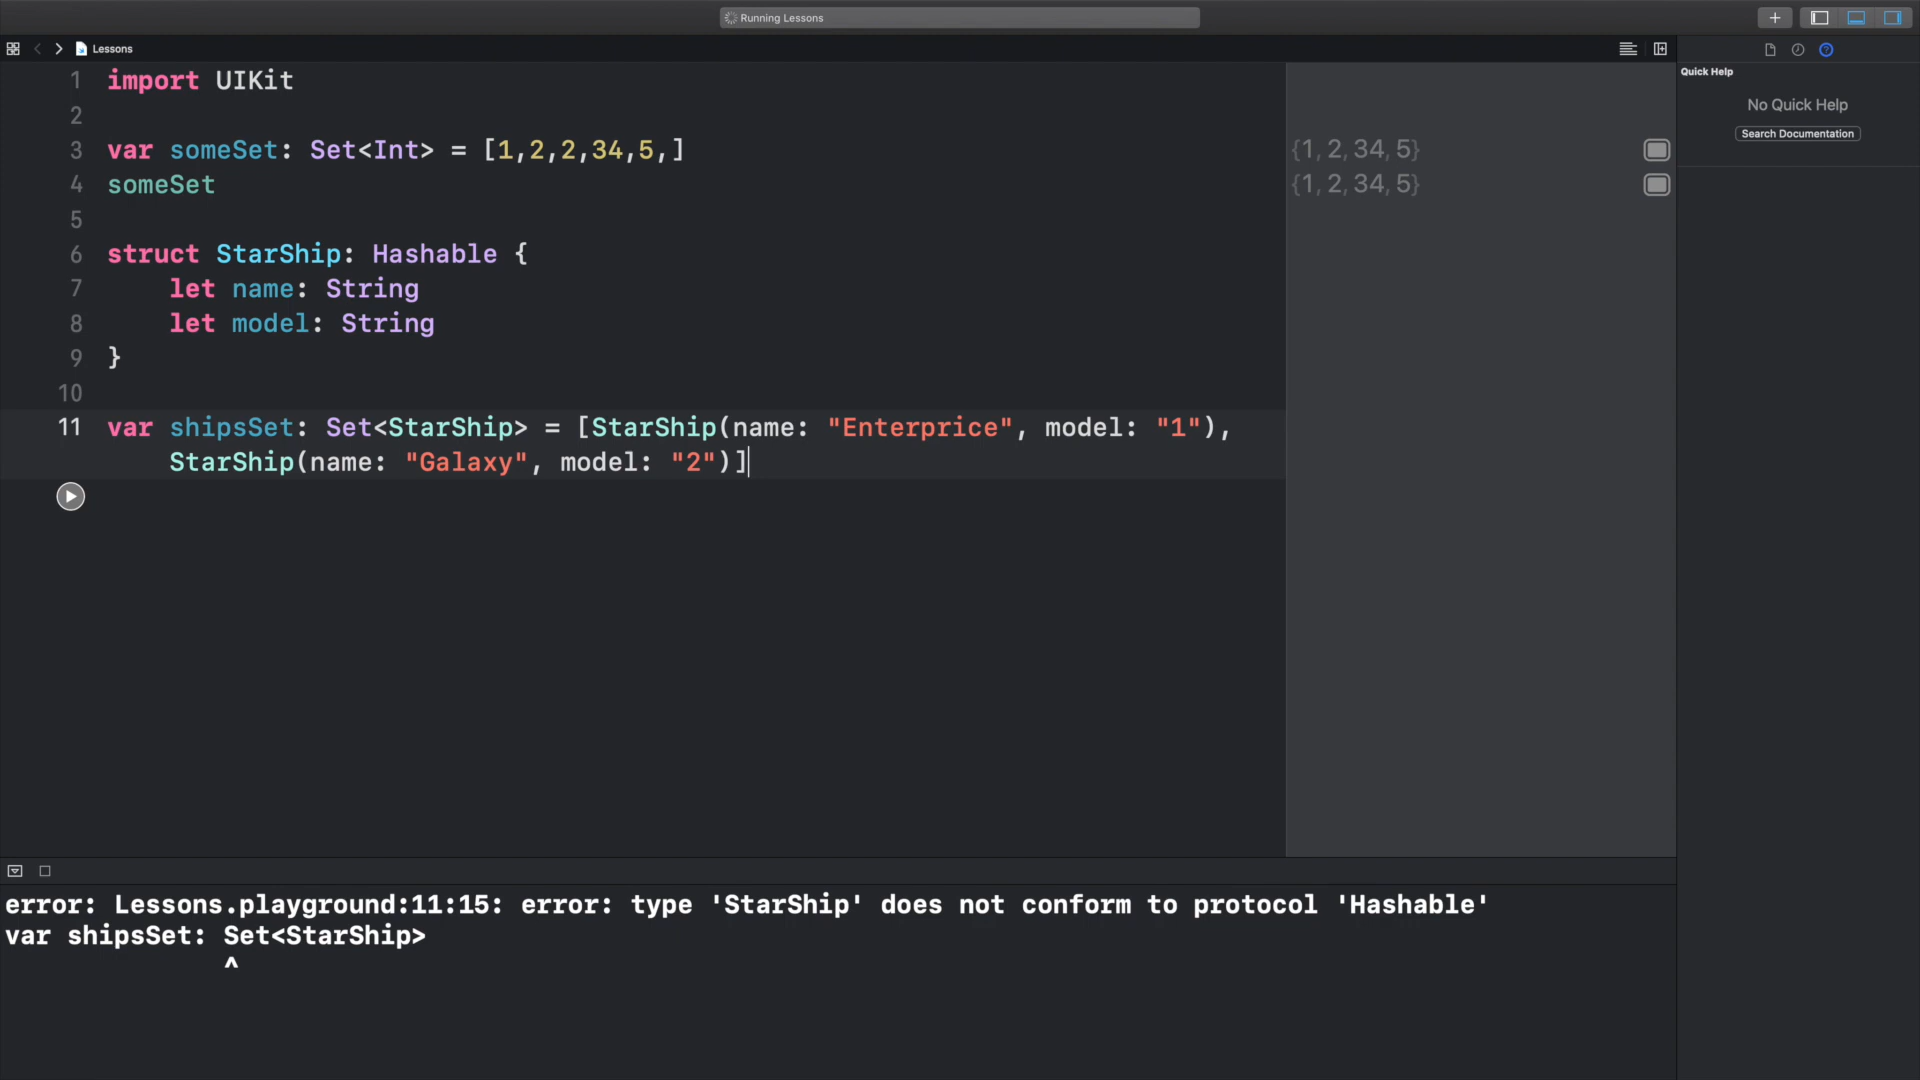 Running Lessons
Lessons
1 import UIKit
2
3 var someSet: Set<Int> = [1,2,2,34,5,]
4 someSet
5
6 struct StarShip: Hashable {
7 let name: String
8 let model: String
9 }
10
11 var shipsSet: Set<StarShip> = [StarShip(name: "Enterprice", model: "1"),
StarShip(name: "Galaxy", model: "2")]
{1, 2, 34, 5}
{1, 2, 34, 5}
Quick Help
No Quick Help
Search Documentation
error: Lessons.playground:11:15: error: type 'StarShip' does not conform to protocol 'Hashable'
var shipsSet: Set<StarShip>
^